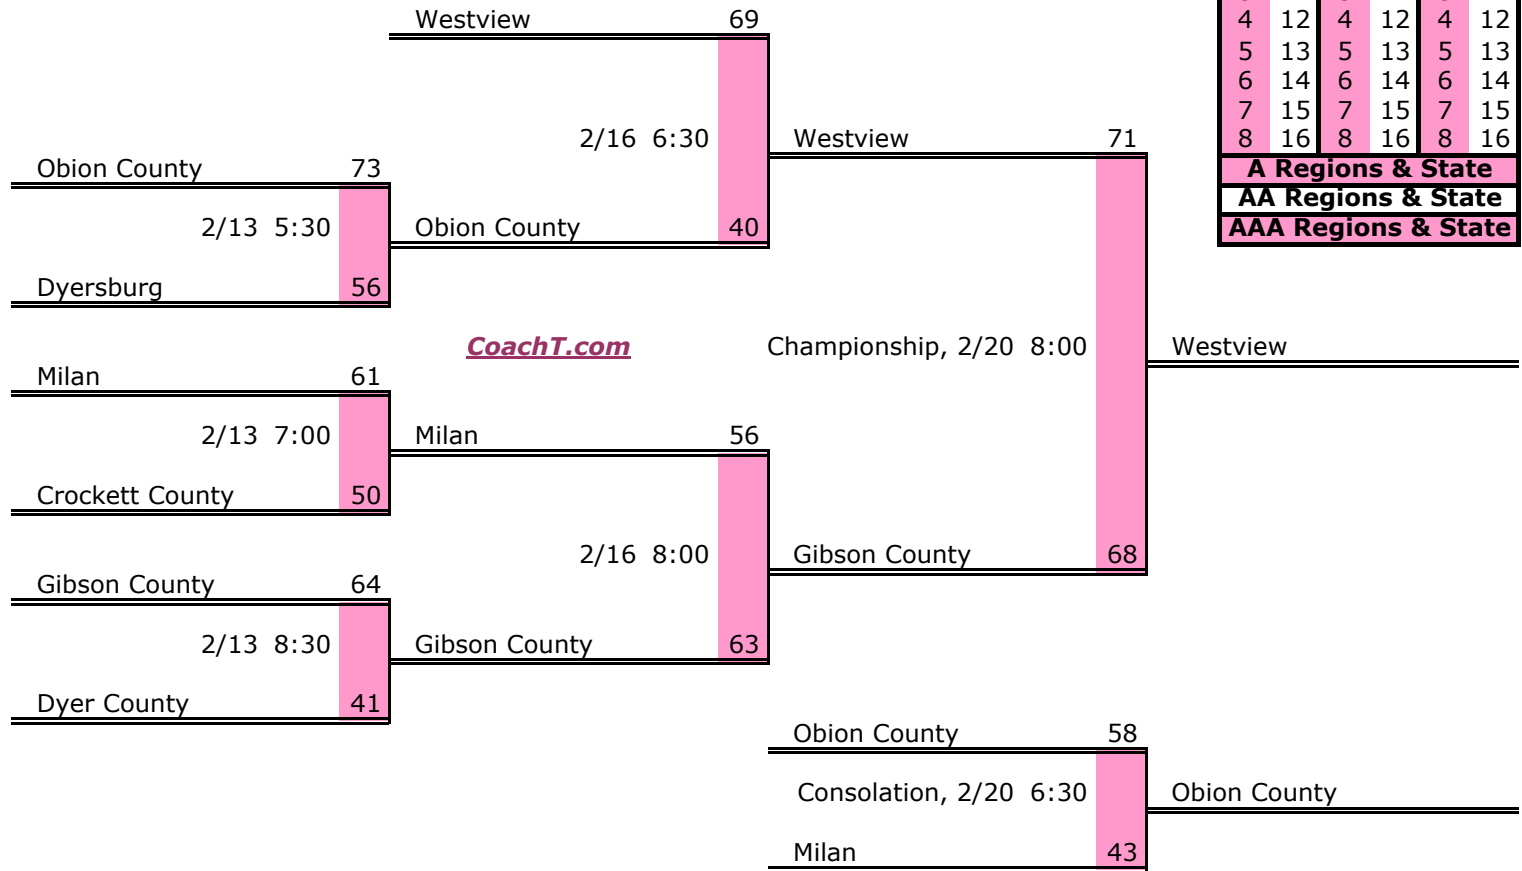 Westview 69
4 12 4 12 4 12
5 13 5 13 5 13
6 14 6 14 6 14
7 15 7 15 7 15
2/16 6:30 Westview 71
8 16 8 16 8 16
Obion County 73
A Regions & State
AA Regions & State
2/13 5:30 Obion County 40
AAA Regions & State
Dyersburg 56
CoachT.com Championship, 2/20 8:00 Westview
Milan 61
2/13 7:00 Milan 56
Crockett County 50
2/16 8:00 Gibson County 68
Gibson County 64
2/13 8:30 Gibson County 63
Dyer County 41
Obion County 58
Consolation, 2/20 6:30 Obion County
Milan 43